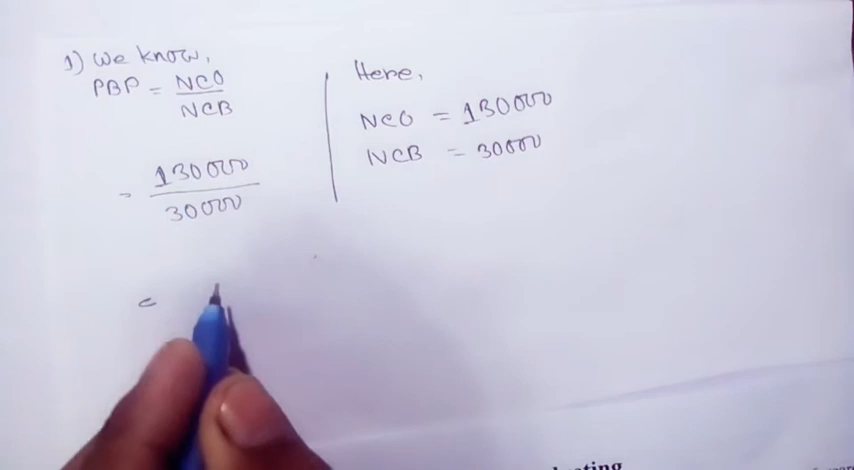 1) We know,
PBP = NCO
NCB
= 130000
30000
=
Here,
NCO = 130000
NCB = 30000